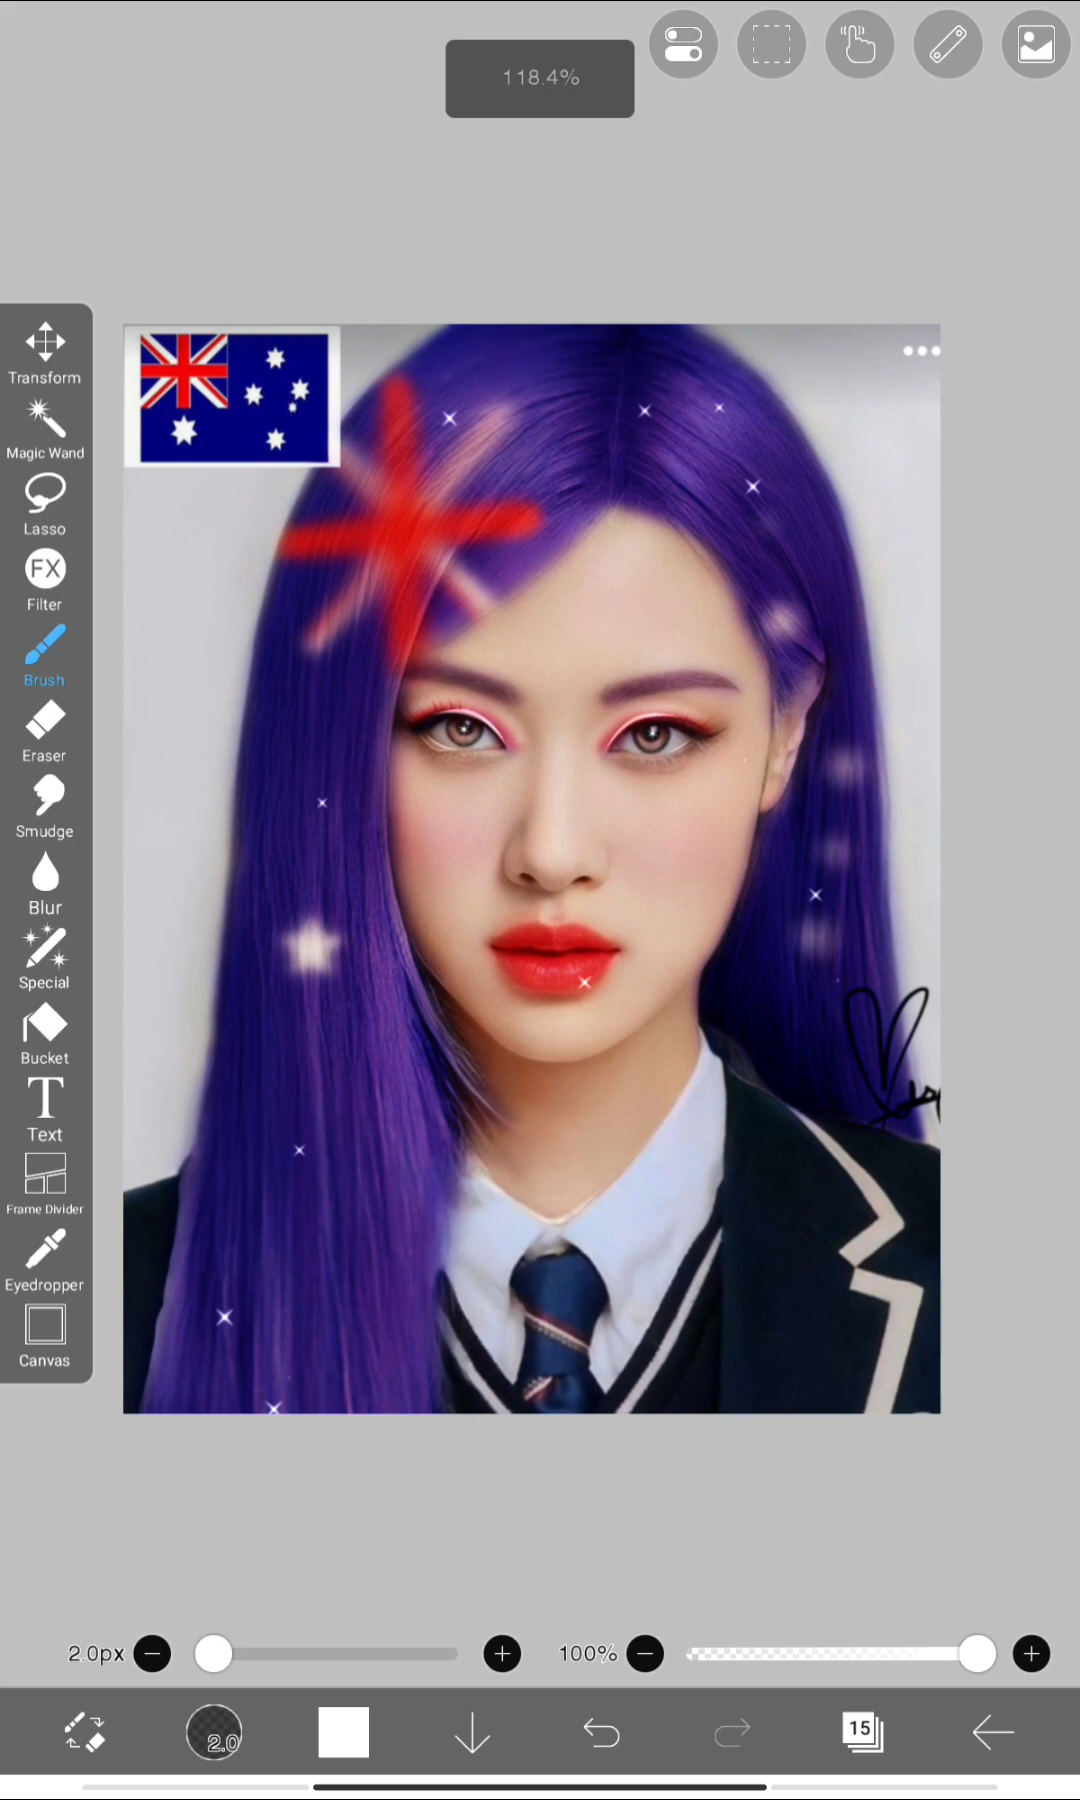 118.4%
Transform
Magic Wand
Lasso
FX
Filter
Brush
Eraser
Smudge
Blur
Special
Bucket
T
Text
Frame Divider
Eyedropper
Canvas
2.0px
100%
2.0
15